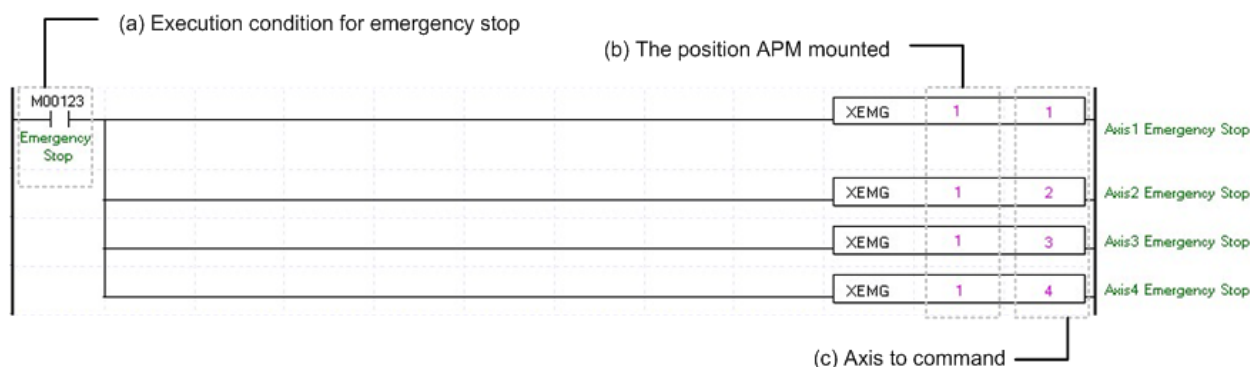 (a) Execution condition for emergency stop
(b) The position APM mounted
M00123
Emergency
Stop
XEMG 1 1
Axis1 Emergency Stop
XEMG 1 2
Axis2 Emergency Stop
XEMG 1 3
Axis3 Emergency Stop
XEMG 1 4
Axis4 Emergency Stop
(c) Axis to command